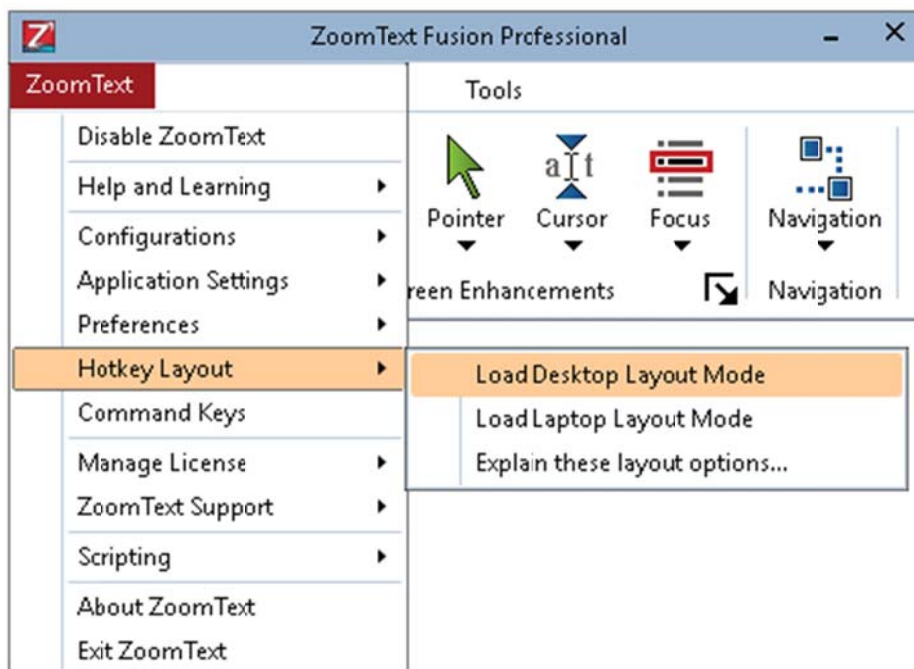 ZoomText Fusion Professional
ZoomText
Tools
Disable ZoomText
Help and Learning
Configurations
Application Settings
Preferences
Hotkey Layout
Command Keys
Manage License
ZoomText Support
Scripting
About ZoomText
Exit ZoomText
Pointer
Cursor
Focus
Navigation
reen Enhancements
Navigation
Load Desktop Layout Mode
Load Laptop Layout Mode
Explain these layout options...